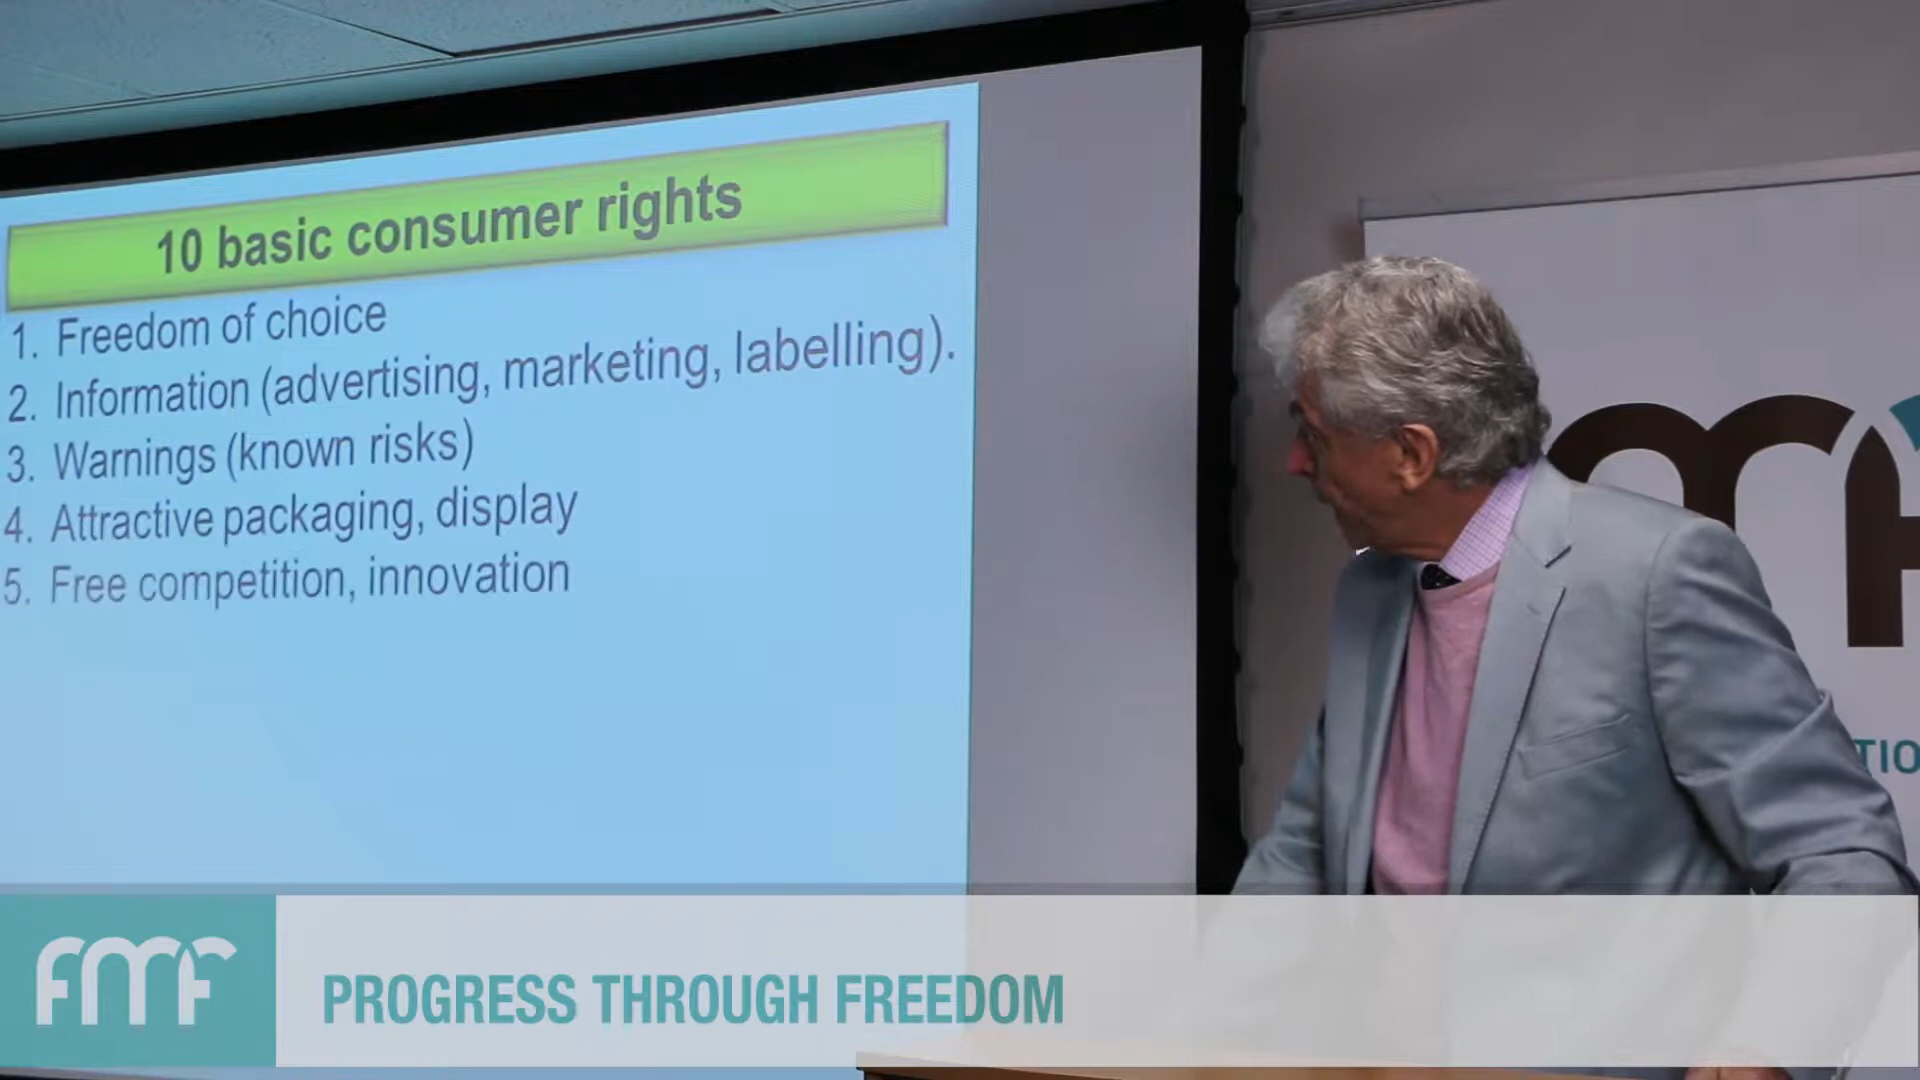 10 basic consumer rights
1. Freedom of choice
2. Information (advertising, marketing, labelling).
3. Warnings (known risks)
4. Attractive packaging, display
5. Free competition, innovation
TIO
FMF
PROGRESS THROUGH FREEDOM